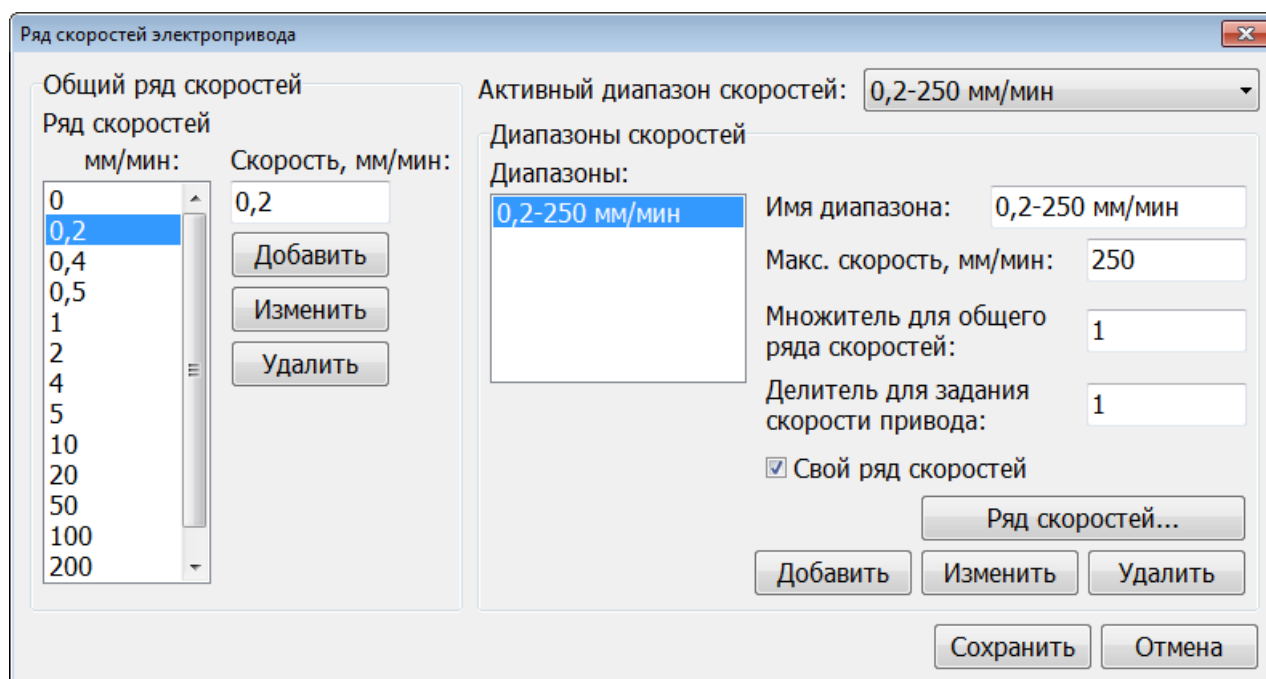 Ряд скоростей электропривода
Общий ряд скоростей
Ряд скоростей
мм/мин:
Скорость, мм/мин:
0
0,2
0,4
0,5
1
2
4
5
10
20
50
100
200
0,2
Добавить
Изменить
Удалить
Активный диапазон скоростей: 0,2-250 мм/мин
Диапазоны скоростей
Диапазоны:
0,2-250 мм/мин
Имя диапазона: 0,2-250 мм/мин
Макс. скорость, мм/мин: 250
Множитель для общего
ряда скоростей: 1
Делитель для задания
скорости привода: 1
Свой ряд скоростей
Ряд скоростей...
Добавить Изменить Удалить
Сохранить Отмена